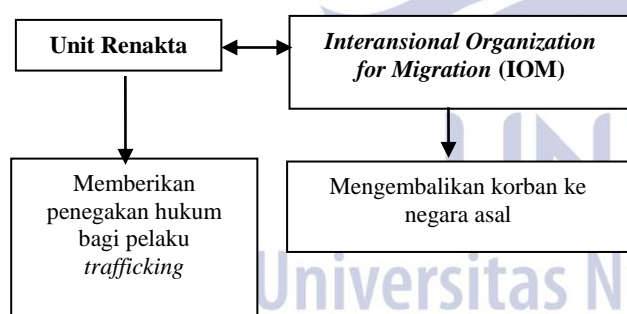 Unit Renakta
Interansional Organization
for Migration (IOM)
Memberikan
penegakan hukum
bagi pelaku
trafficking
Mengembalikan korban ke
negara asal
UN
Universitas N